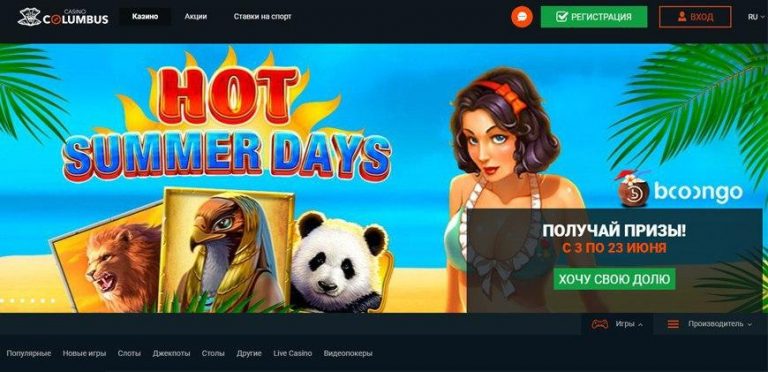 CASINO
COLUMBUS
Казино
Акции
Ставки на спорт
РЕГИСТРАЦИЯ
ВХОД
RU
HOT
SUMMER DAYS
booongo
ПОЛУЧАЙ ПРИЗЫ!
С 3 ПО 23 ИЮНЯ
ХОЧУ СВОЮ ДОЛЮ
Игры
Производитель
Популярные
Новые игры
Слоты
Джекпоты
Столы
Другие
Live Casino
Видеопокеры